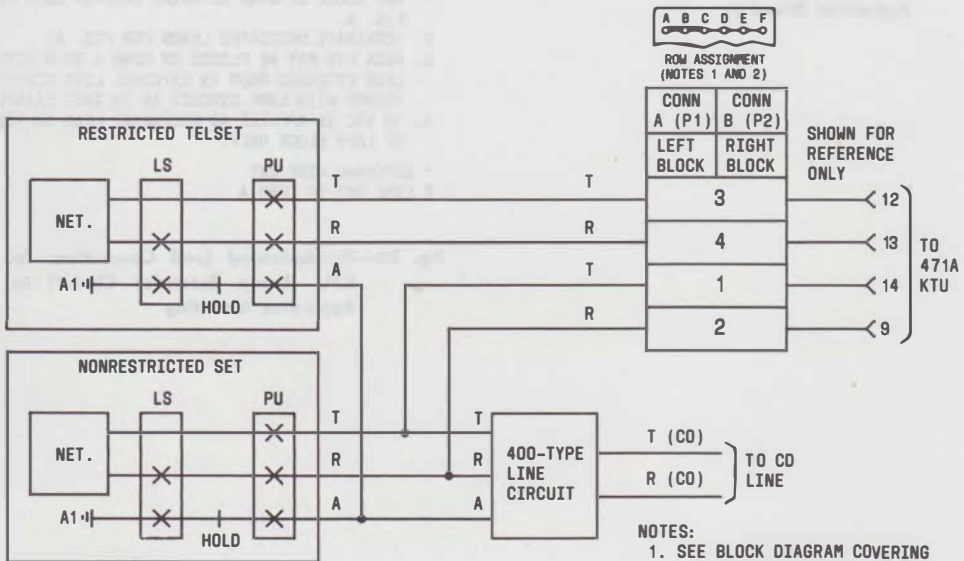 A B C D E F
ROW ASSIGNMENT
(NOTES 1 AND 2)
CONN A (P1)
CONN B (P2)
LEFT BLOCK
RIGHT BLOCK
SHOWN FOR
REFERENCE
ONLY
RESTRICTED TELSET
LS
PU
NET.
A1
HOLD
T
R
A
T
R
T
R
3
4
1
2
12
13
14
9
TO
471A
KTU
NONRESTRICTED SET
LS
PU
NET.
A1
HOLD
T
R
A
T
R
A
400-TYPE
LINE
CIRCUIT
T (CO)
R (CO)
TO CD
LINE
NOTES:
1. SEE BLOCK DIAGRAM COVERING